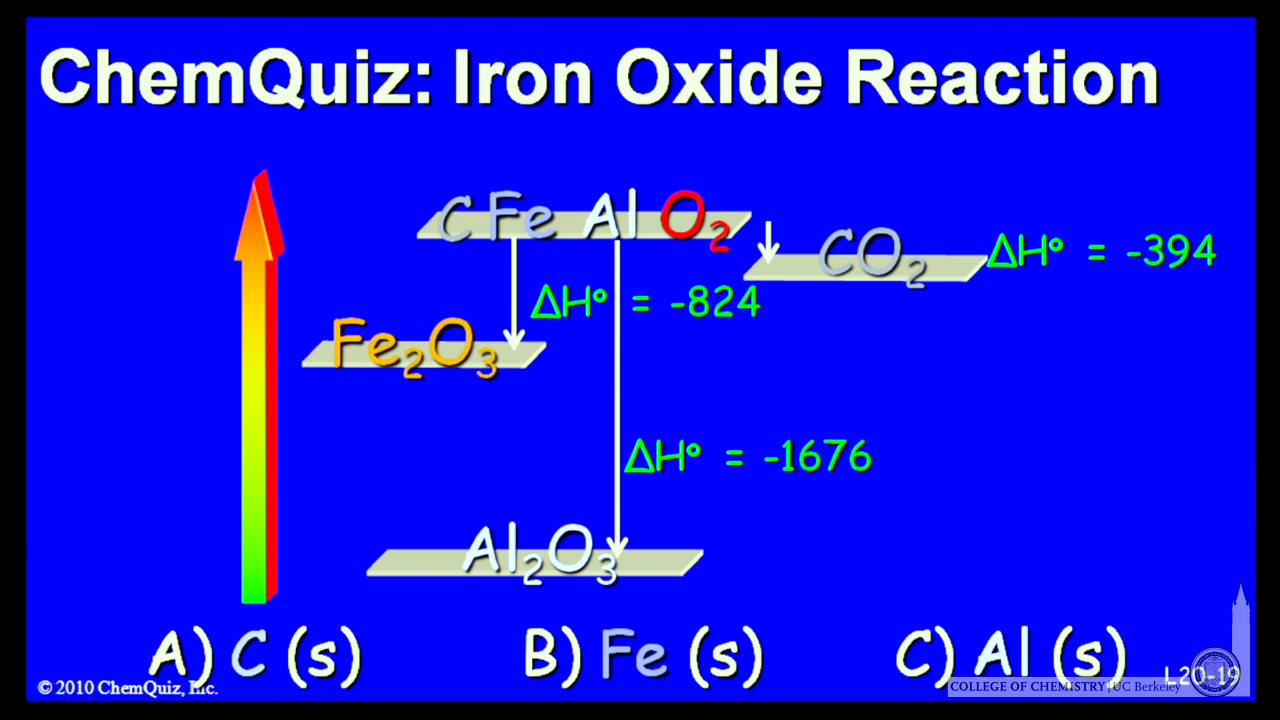 ChemQuiz: Iron Oxide Reaction
C Fe Al O₂
CO₂ ΔH° = -394
ΔH° = -824
Fe₂O₃
ΔH° = -1676
Al₂O₃
A) C (s) B) Fe (s) C) Al (s)
© 2010 ChemQuiz, Inc.
COLLEGE OF CHEMISTRY | UC Berkeley
L20-19